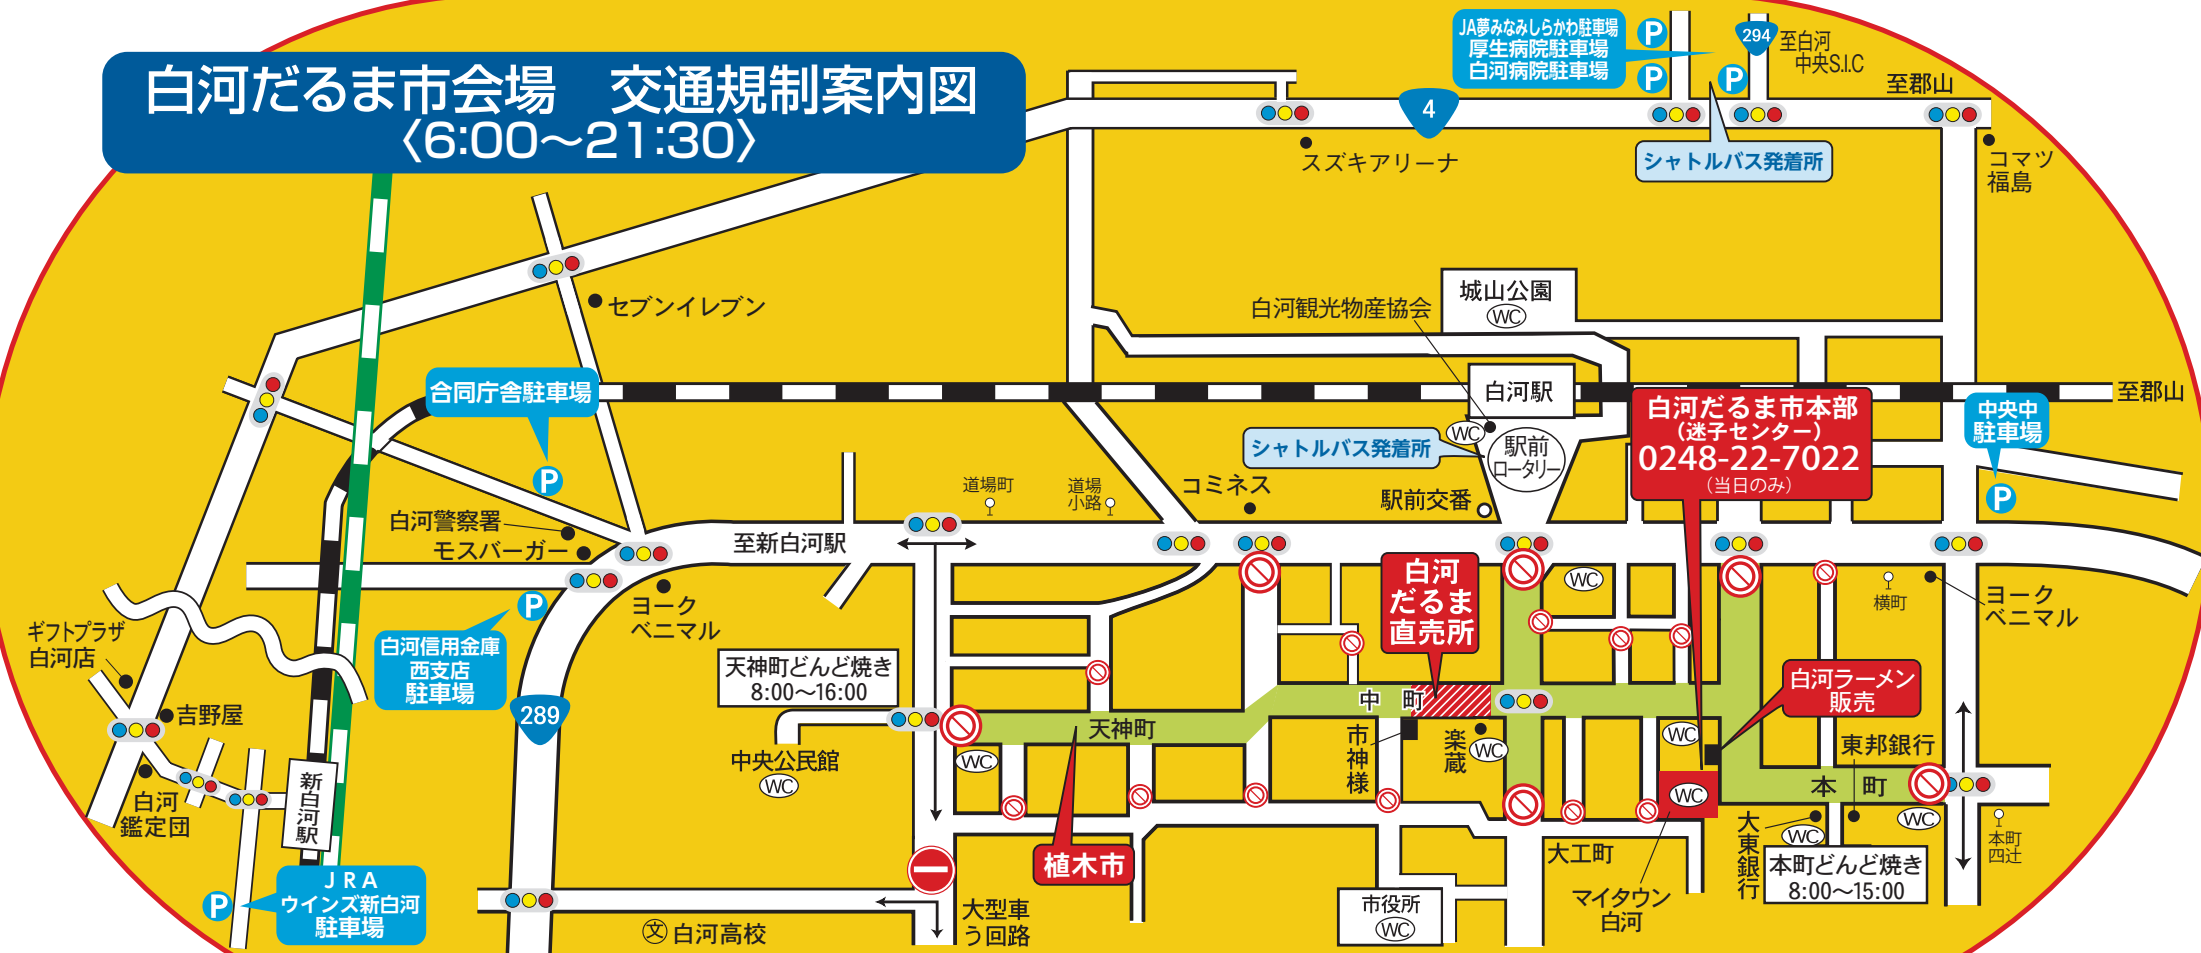 白河だるま市会場　交通規制案内図
〈6:00〜21:30〉
JA夢みなみしらかわ駐車場
厚生病院駐車場
白河病院駐車場
P
P
P
294
至白河
中央S.I.C
至郡山
4
シャトルバス発着所
スズキアリーナ
コマツ
福島
セブンイレブン
白河観光物産協会
城山公園
WC
合同庁舎駐車場
P
白河駅
至郡山
白河だるま市本部
（迷子センター）
0248-22-7022
（当日のみ）
中央中
駐車場
P
シャトルバス発着所
WC
駅前
ロータリー
駅前交番
コミネス
道場町
道場
小路
白河警察署
モスバーガー
至新白河駅
P
ヨーク
ベニマル
白河信用金庫
西支店
駐車場
ギフトプラザ
白河店
吉野屋
289
白河
鑑定団
新白河駅
JRA
ウインズ新白河
駐車場
P
天神町どんど焼き
8:00〜16:00
中央公民館
WC
WC
天神町
植木市
白河
だるま
直売所
中町
市神様
楽蔵
WC
WC
WC
WC
横町
ヨーク
ベニマル
白河ラーメン
販売
東邦銀行
本町
大東銀行
WC
WC
本町
四辻
本町どんど焼き
8:00〜15:00
大工町
マイタウン
白河
市役所
WC
大型車
う回路
文
白河高校